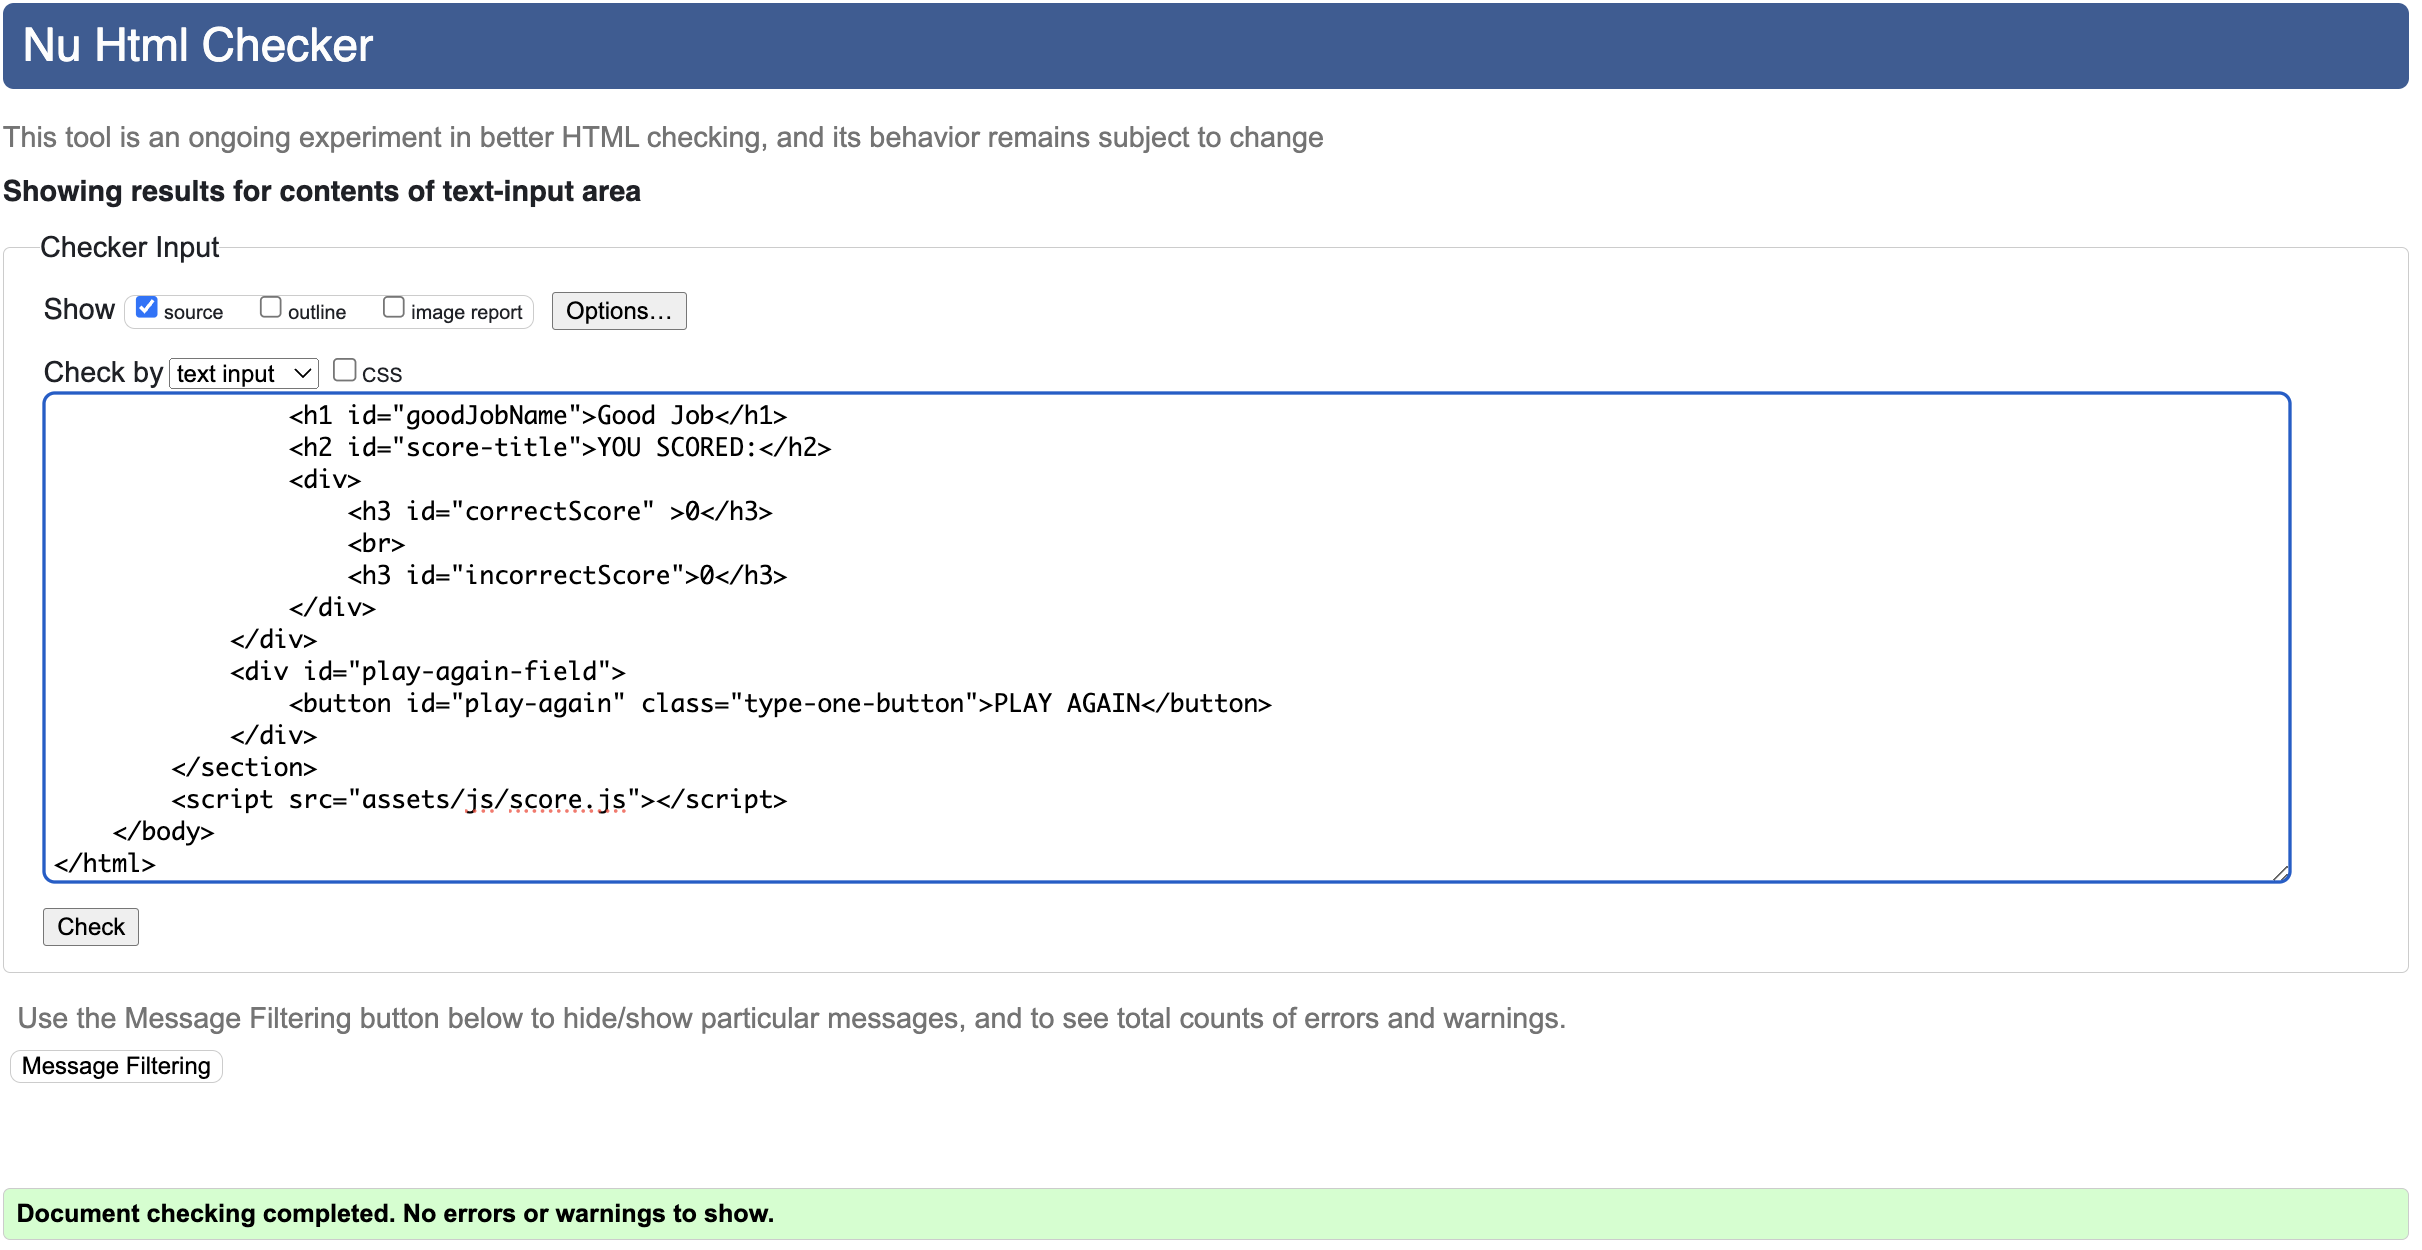 Nu Html Checker
This tool is an ongoing experiment in better HTML checking, and its behavior remains subject to change
Showing results for contents of text-input area
Checker Input
Show source outline image report Options...
Check by text input css
<h1 id="goodJobName">Good Job</h1>
<h2 id="score-title">YOU SCORED:</h2>
<div>
<h3 id="correctScore" >0</h3>
<br>
<h3 id="incorrectScore">0</h3>
</div>
</div>
<div id="play-again-field">
<button id="play-again" class="type-one-button">PLAY AGAIN</button>
</div>
</section>
<script src="assets/js/score.js"></script>
</body>
</html>
Check
Use the Message Filtering button below to hide/show particular messages, and to see total counts of errors and warnings.
Message Filtering
Document checking completed. No errors or warnings to show.